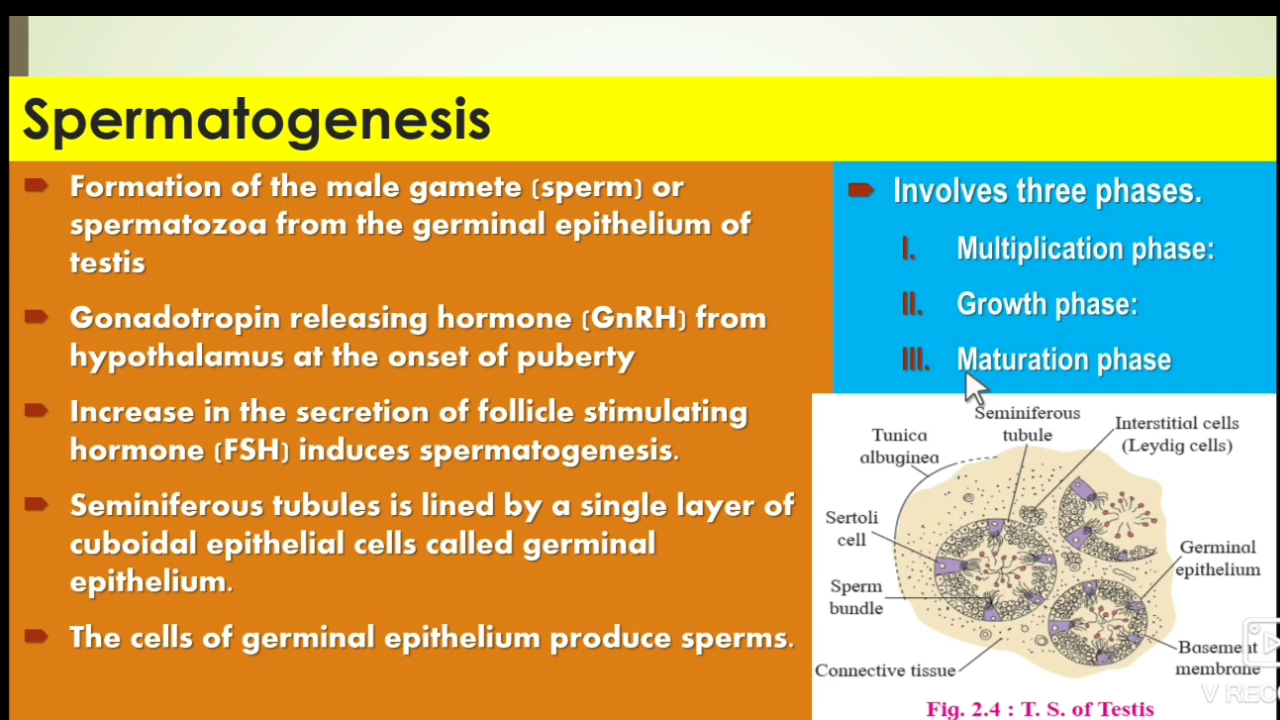 Spermatogenesis
Formation of the male gamete (sperm) or
spermatozoa from the germinal epithelium of
testis
Gonadotropin releasing hormone (GnRH) from
hypothalamus at the onset of puberty
Increase in the secretion of follicle stimulating
hormone (FSH) induces spermatogenesis.
Seminiferous tubules is lined by a single layer of
cuboidal epithelial cells called germinal
epithelium.
The cells of germinal epithelium produce sperms.
Involves three phases.
I. Multiplication phase:
II. Growth phase:
III. Maturation phase
Seminiferous
tubule
Interstitial cells
(Leydig cells)
Tunica
albuginea
Sertoli
cell
Germinal
epithelium
Sperm
bundle
Basement
membrane
Connective tissue
V REC
Fig. 2.4 : T. S. of Testis